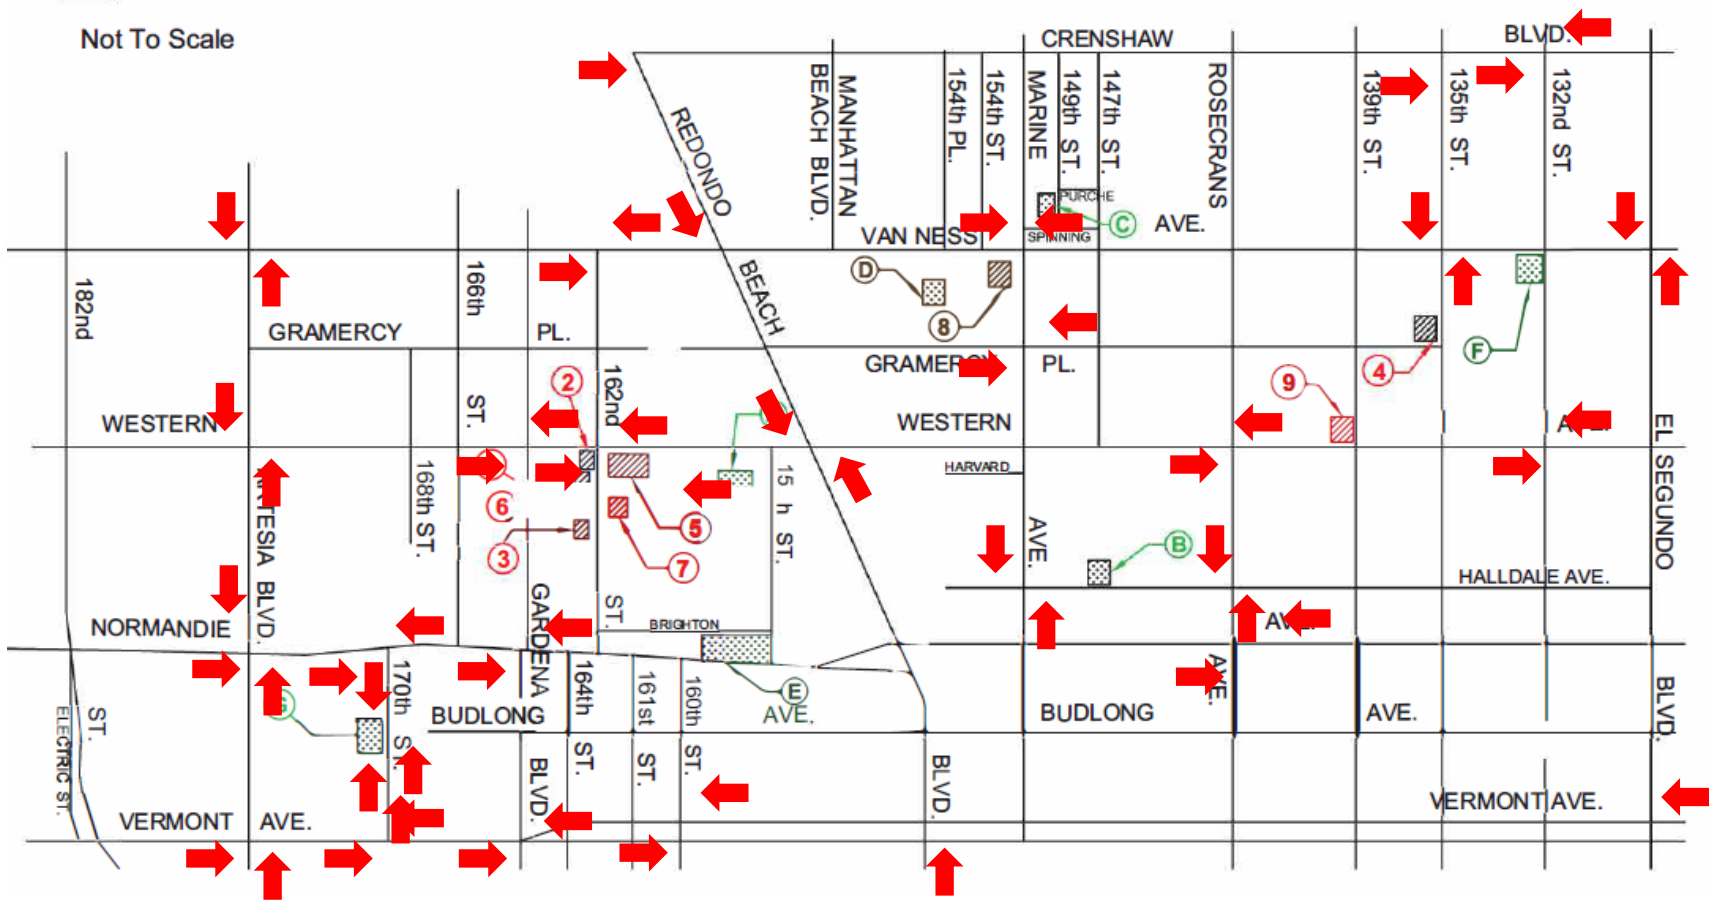 Not To Scale
CRENSHAW
BLVD.
REDONDO
BEACH
BLVD.
MANHATTAN
BEACH BLVD.
154th PL.
154th ST.
MARINE
AVE.
149th ST.
147th ST.
ROSECRANS
AVE.
139th ST.
135th ST.
132nd ST.
PURCHE
SPINNING
C
VAN NESS
AVE.
182nd
ST.
166th
ST.
GRAMERCY
PL.
D
8
GRAMERCY
PL.
4
F
9
2
162nd
ST.
WESTERN
WESTERN
EL SEGUNDO
BLVD.
HARVARD
168th ST.
ARTESIA BLVD.
6
3
5
7
ST.
B
HALLDALE AVE.
GARDENA
BLVD.
NORMANDIE
BRIGHTON
E
170th
164th
ST.
161st
ST.
160th
ST.
BUDLONG
AVE.
BUDLONG
AVE.
ELECTRIC ST.
VERMONT
AVE.
VERMONT AVE.